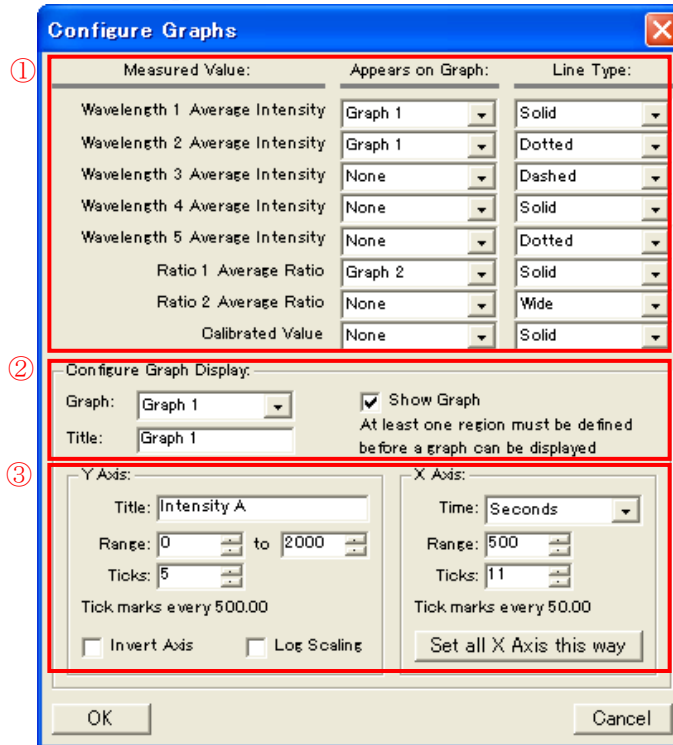 Configure Graphs
①
Measured Value: Appears on Graph: Line Type:
Wavelength 1 Average Intensity Graph 1 Solid
Wavelength 2 Average Intensity Graph 1 Dotted
Wavelength 3 Average Intensity None Dashed
Wavelength 4 Average Intensity None Solid
Wavelength 5 Average Intensity None Dotted
Ratio 1 Average Ratio Graph 2 Solid
Ratio 2 Average Ratio None Wide
Calibrated Value None Solid
②
Configure Graph Display:
Graph: Graph 1
Title: Graph 1
Show Graph
At least one region must be defined
before a graph can be displayed
③
Y Axis:
Title: Intensity A
Range: 0 to 2000
Ticks: 5
Tick marks every 500.00
Invert Axis Log Scaling
X Axis:
Time: Seconds
Range: 500
Ticks: 11
Tick marks every 50.00
Set all X Axis this way
OK Cancel